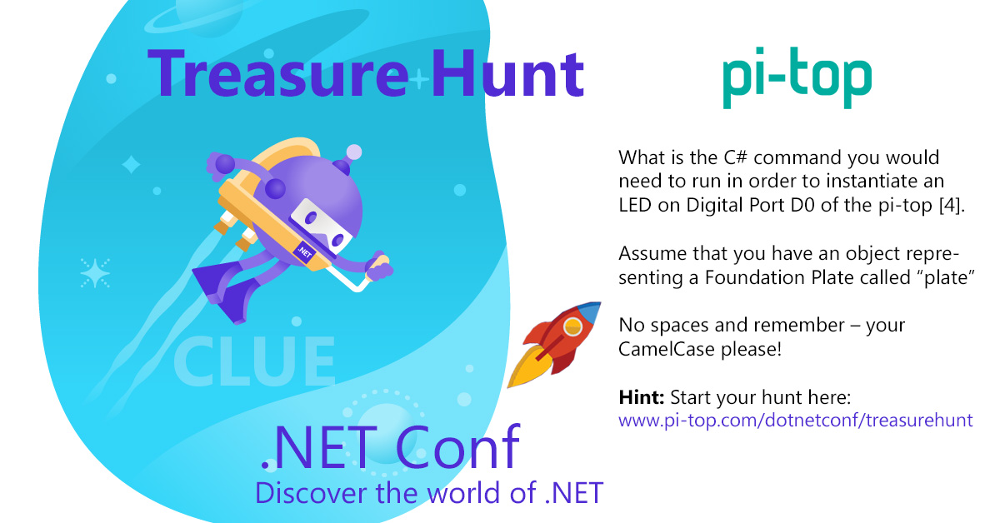 Treasure Hunt
pi-top
What is the C# command you would
need to run in order to instantiate an
LED on Digital Port D0 of the pi-top [4].
Assume that you have an object repre-
senting a Foundation Plate called “plate”
No spaces and remember – your
CamelCase please!
Hint: Start your hunt here:
www.pi-top.com/dotnetconf/treasurehunt
.NET
CLUE
.NET Conf
Discover the world of .NET